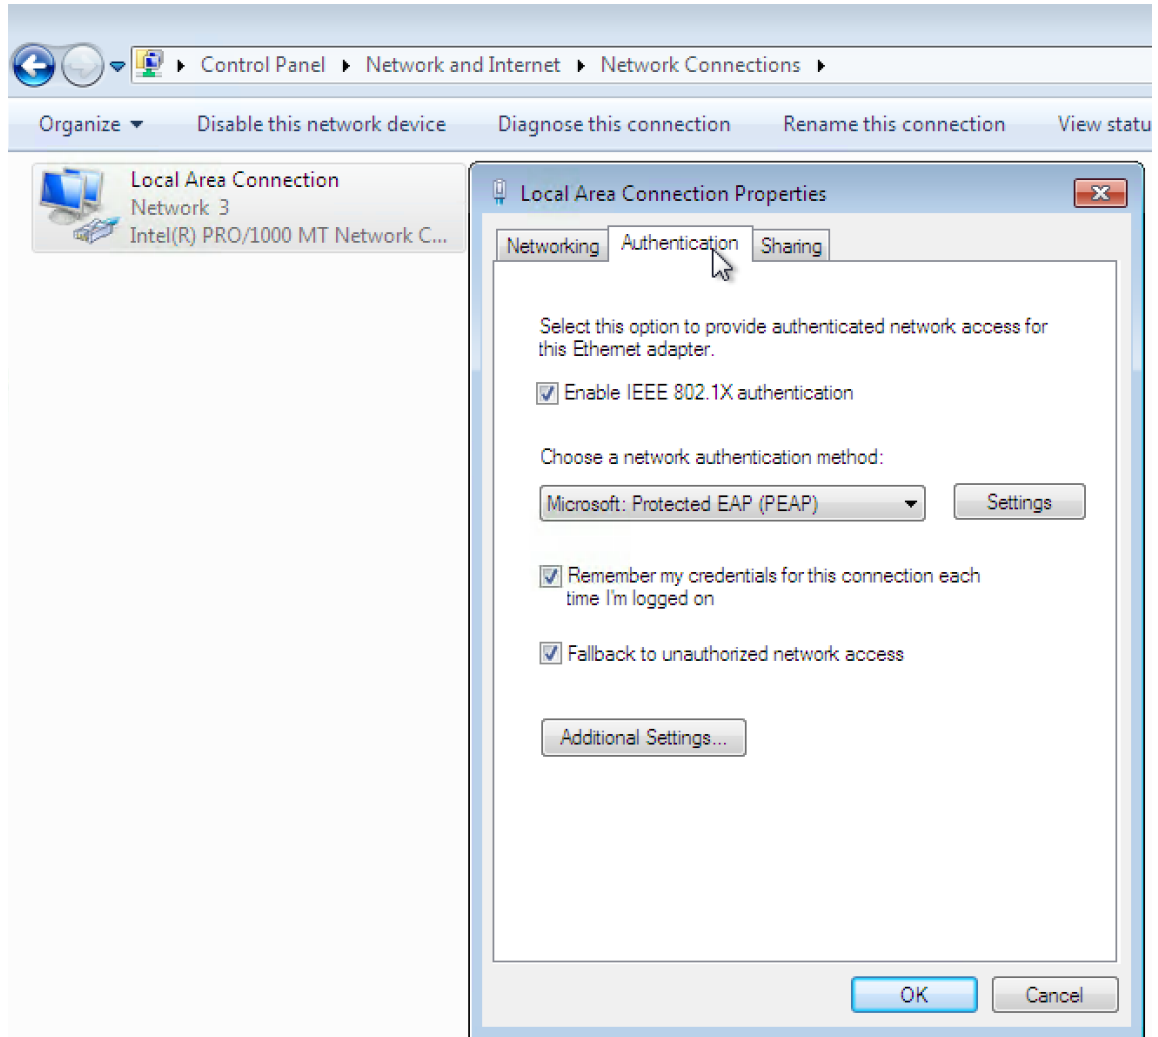 Control Panel Network and Internet Network Connections
Organize Disable this network device Diagnose this connection Rename this connection View statu
Local Area Connection
Network 3
Intel(R) PRO/1000 MT Network C...
Local Area Connection Properties
Networking Authentication Sharing
Select this option to provide authenticated network access for
this Ethernet adapter.
Enable IEEE 802.1X authentication
Choose a network authentication method:
Microsoft: Protected EAP (PEAP) Settings
Remember my credentials for this connection each
time I'm logged on
Fallback to unauthorized network access
Additional Settings...
OK Cancel